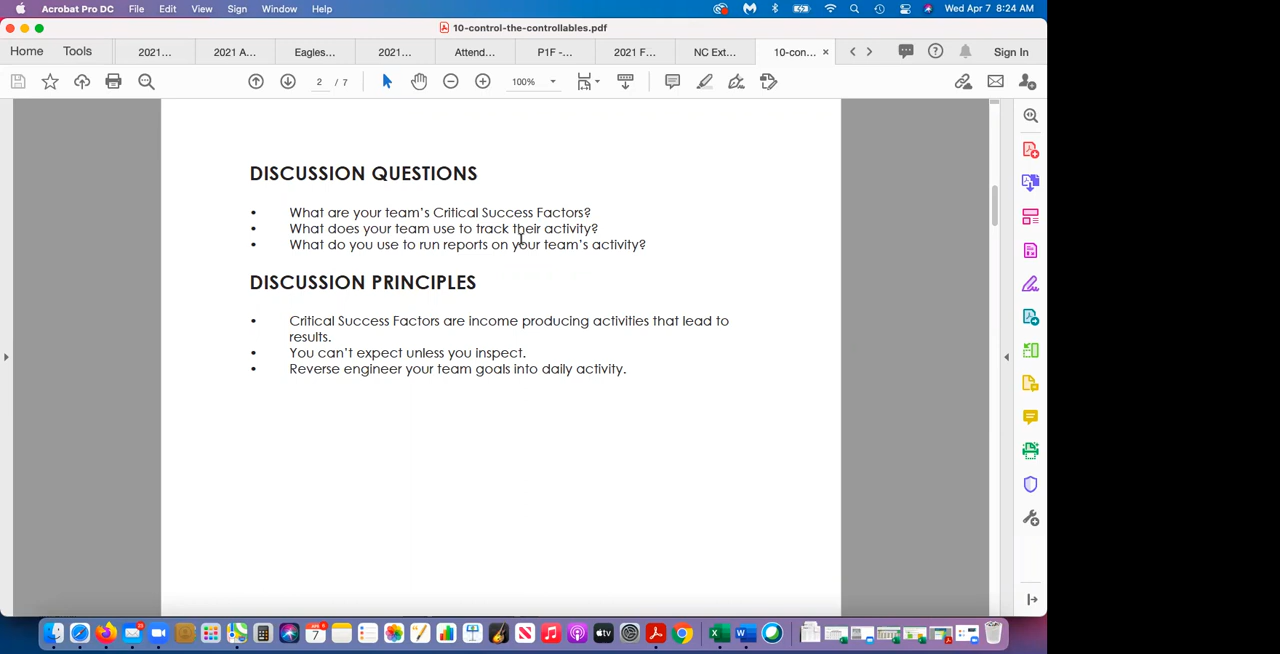 Acrobat Pro DC File Edit View Sign Window Help Wed Apr 7 8:24 AM
10-control-the-controllables.pdf
Home Tools 2021... 2021 A... Eagles... 2021... Attend... P1F -... 2021 F... NC Ext... 10-con... × Sign In
2 / 7 100%
DISCUSSION QUESTIONS
• What are your team's Critical Success Factors?
• What does your team use to track their activity?
• What do you use to run reports on your team's activity?
DISCUSSION PRINCIPLES
• Critical Success Factors are income producing activities that lead to
results.
• You can't expect unless you inspect.
• Reverse engineer your team goals into daily activity.